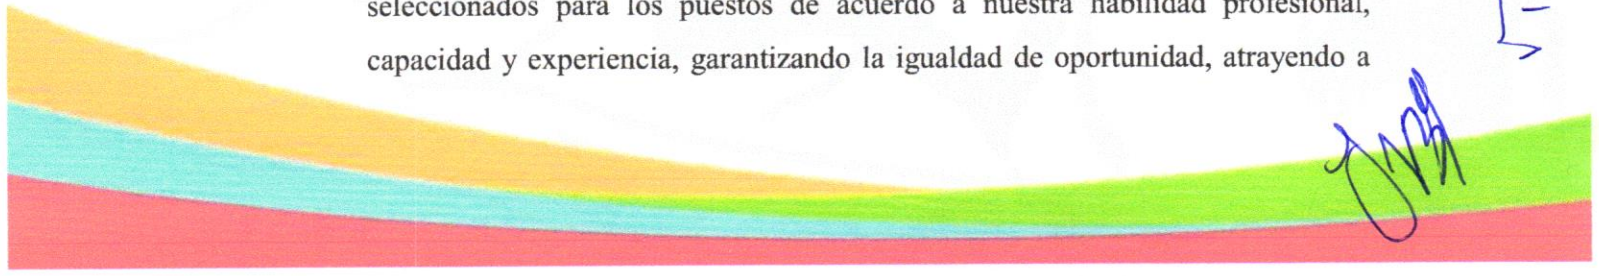 seleccionados para los puestos de acuerdo a nuestra habilidad profesional,
capacidad y experiencia, garantizando la igualdad de oportunidad, atrayendo a